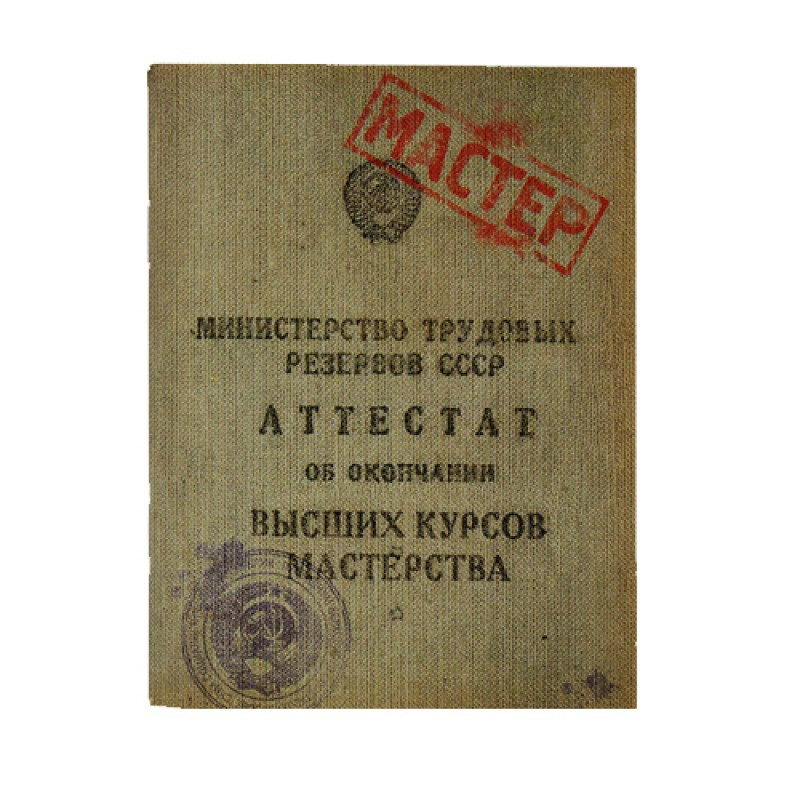 МАСТЕР
МИНИСТЕРСТВО ТРУДОВЫХ
РЕЗЕРВОВ СССР
АТТЕСТАТ
ОБ ОКОНЧАНИИ
ВЫСШИХ КУРСОВ
МАСТЕРСТВА